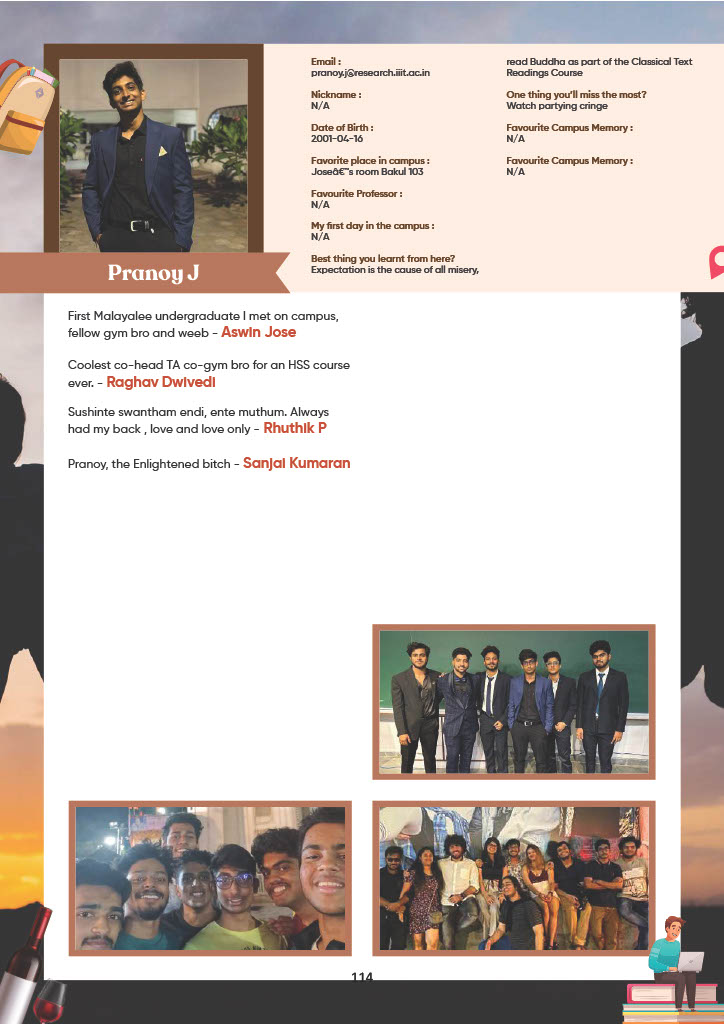 Email :
pranoy.j@research.iiit.ac.in
Nickname :
N/A
Date of Birth :
2001-04-16
Favorite place in campus :
Joseâ€™s room Bakul 103
Favourite Professor :
N/A
My first day in the campus :
N/A
Best thing you learnt from here?
Expectation is the cause of all misery,
read Buddha as part of the Classical Text
Readings Course
One thing you'll miss the most?
Watch partying cringe
Favourite Campus Memory :
N/A
Favourite Campus Memory :
N/A
Pranoy J
First Malayalee undergraduate I met on campus,
fellow gym bro and weeb - Aswin Jose
Coolest co-head TA co-gym bro for an HSS course
ever. - Raghav Dwivedi
Sushinte swantham endi, ente muthum. Always
had my back , love and love only - Rhuthik P
Pranoy, the Enlightened bitch - Sanjai Kumaran
114